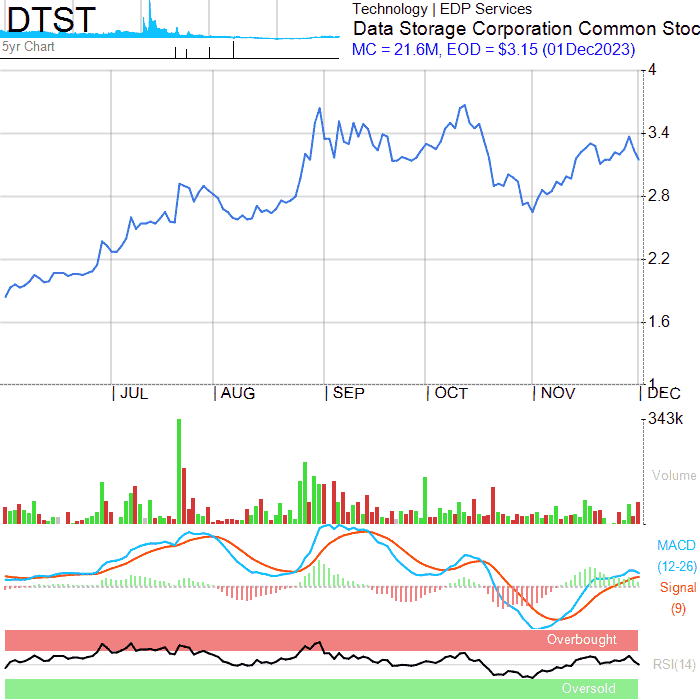 DTST
5yr Chart
Technology | EDP Services
Data Storage Corporation Common Stoc
MC = 21.6M, EOD = $3.15 (01Dec2023)
4
3.4
2.8
2.2
1.6
1
JUL AUG SEP OCT NOV DEC
343k
Volume
MACD
(12-26)
Signal
(9)
Overbought
RSI(14)
Oversold